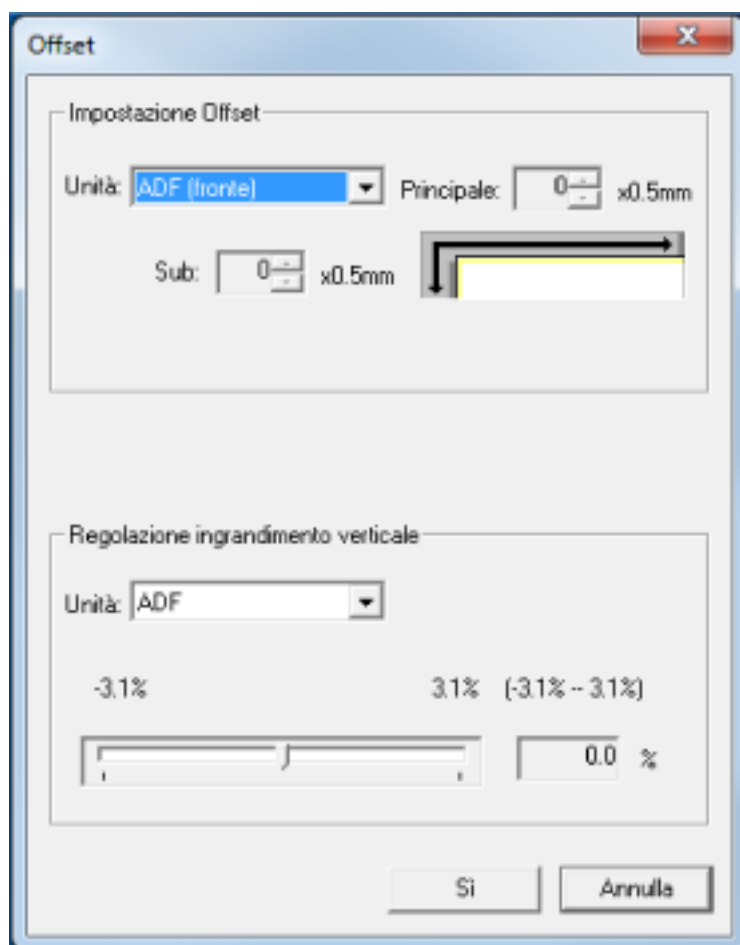 Offset
Impostazione Offset
Unità: ADF (fronte) Principale: 0 x0.5mm
Sub: 0 x0.5mm
Regolazione ingrandimento verticale
Unità: ADF
-3.1% 3.1% (-3.1% -- 3.1%)
0.0 %
Sì Annulla